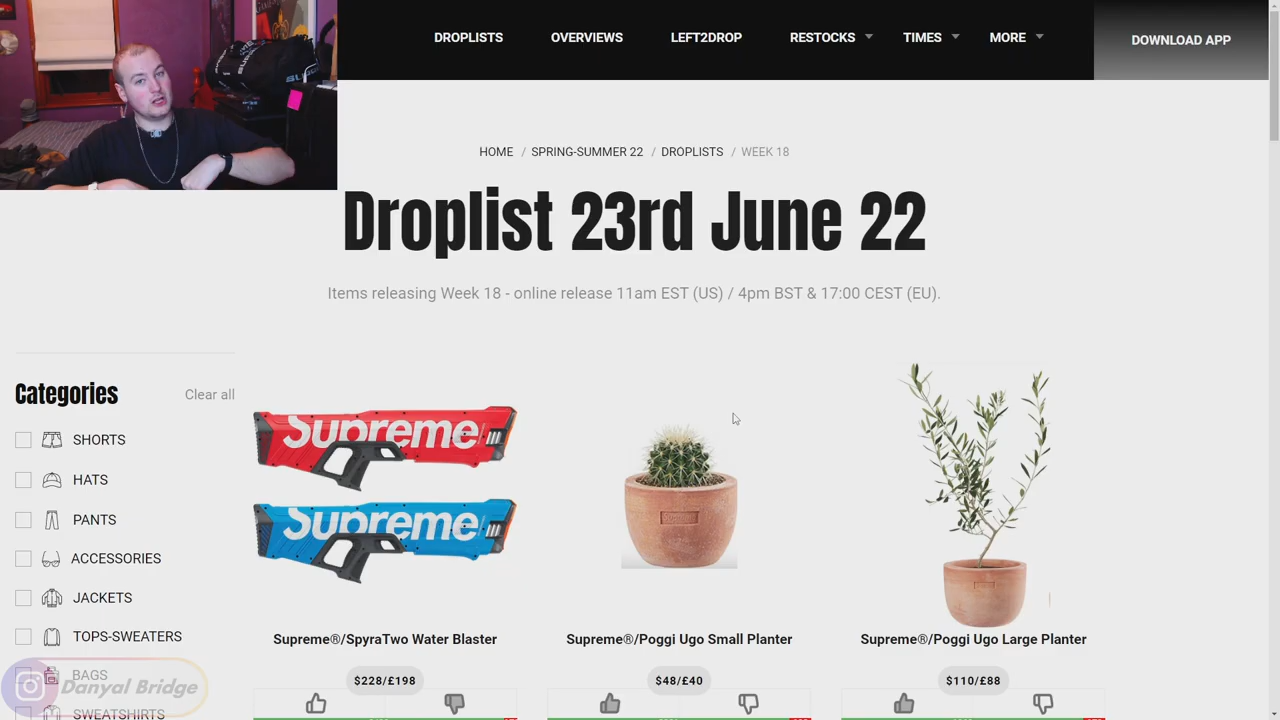 DROPLISTS OVERVIEWS LEFT2DROP RESTOCKS TIMES MORE DOWNLOAD APP
HOME / SPRING-SUMMER 22 / DROPLISTS / WEEK 18
Droplist 23rd June 22
Items releasing Week 18 - online release 11am EST (US) / 4pm BST & 17:00 CEST (EU).
Categories Clear all
SHORTS
HATS
PANTS
ACCESSORIES
JACKETS
TOPS-SWEATERS
BAGS
SWEATSHIRTS
Danyal Bridge
Supreme
Supreme
Supreme®/SpyraTwo Water Blaster
$228/£198
Supreme®/Poggi Ugo Small Planter
$48/£40
Supreme®/Poggi Ugo Large Planter
$110/£88